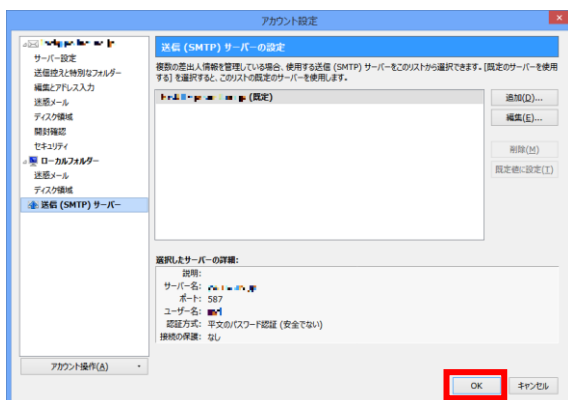 アカウント設定
サーバー設定
送信控えと特別なフォルダー
編集とアドレス入力
迷惑メール
ディスク領域
開封確認
セキュリティ
ローカルフォルダー
迷惑メール
ディスク領域
送信 (SMTP) サーバー
アカウント操作(A)
送信 (SMTP) サーバーの設定
複数の差出人情報を管理している場合、使用する送信 (SMTP) サーバーをこのリストから選択できます。[既定のサーバーを使用
する] を選択すると、このリストの既定のサーバーを使用します。
(既定)
追加(D)...
編集(E)...
削除(M)
既定値に設定(T)
選択したサーバーの詳細:
説明:
サーバー名:
ポート: 587
ユーザー名:
認証方式: 平文のパスワード認証 (安全でない)
接続の保護: なし
OK
キャンセル